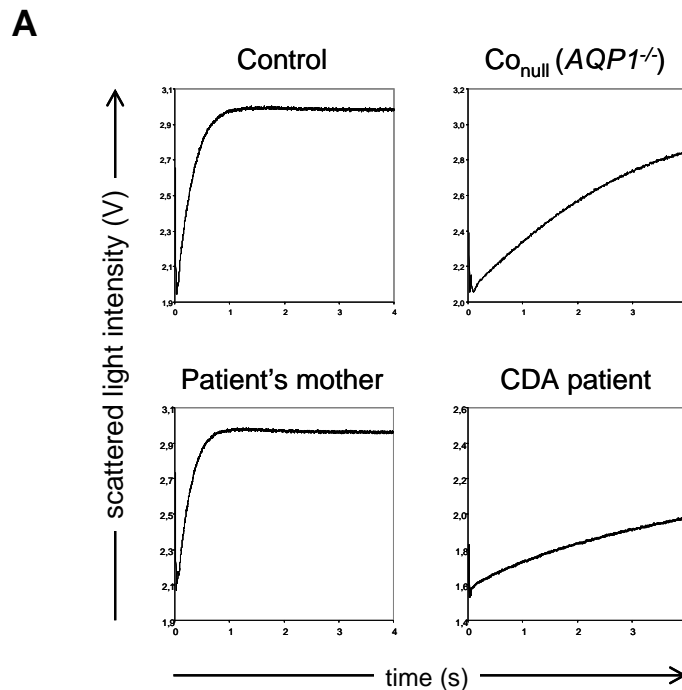 A
Control
3,1
2,9
2,7
2,5
2,3
2,1
1,9
0 1 2 3 4
Co_null (AQP1-/-)
3,2
3,0
2,8
2,6
2,4
2,2
2,0
0 1 2 3
scattered light intensity (V)
Patient's mother
3,1
2,9
2,7
2,5
2,3
2,1
1,9
0 1 2 3 4
CDA patient
2,6
2,4
2,2
2,0
1,8
1,6
1,4
0 1 2 3
time (s)